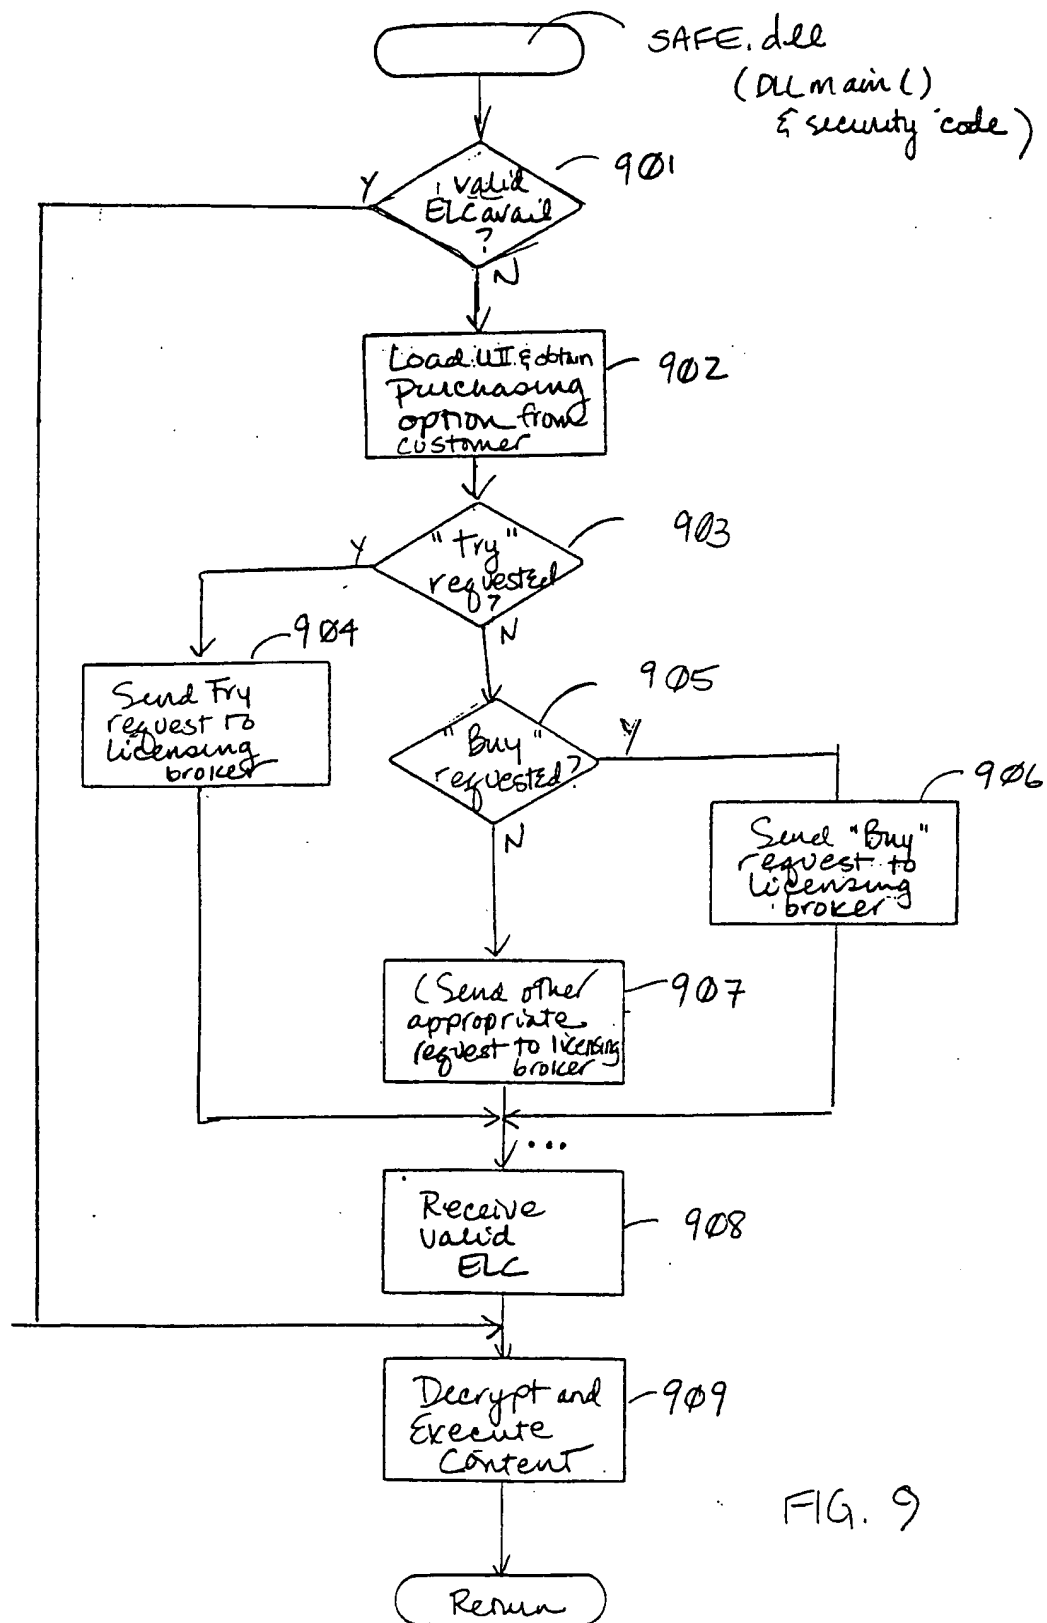 SAFE.dll
(DLLmain()
& security code)
901
Y
valid
ELC avail
?
N
Load UI & obtain
purchasing
option from
customer
902
"Try"
requested
?
903
Y
N
904
Send Try
request to
licensing
broker
905
"Buy"
requested?
Y
N
906
Send "Buy"
request to
licensing
broker
(Send other
appropriate
request to licensing
broker
907
...
Receive
valid
ELC
908
Decrypt and
Execute
Content
909
FIG. 9
Return